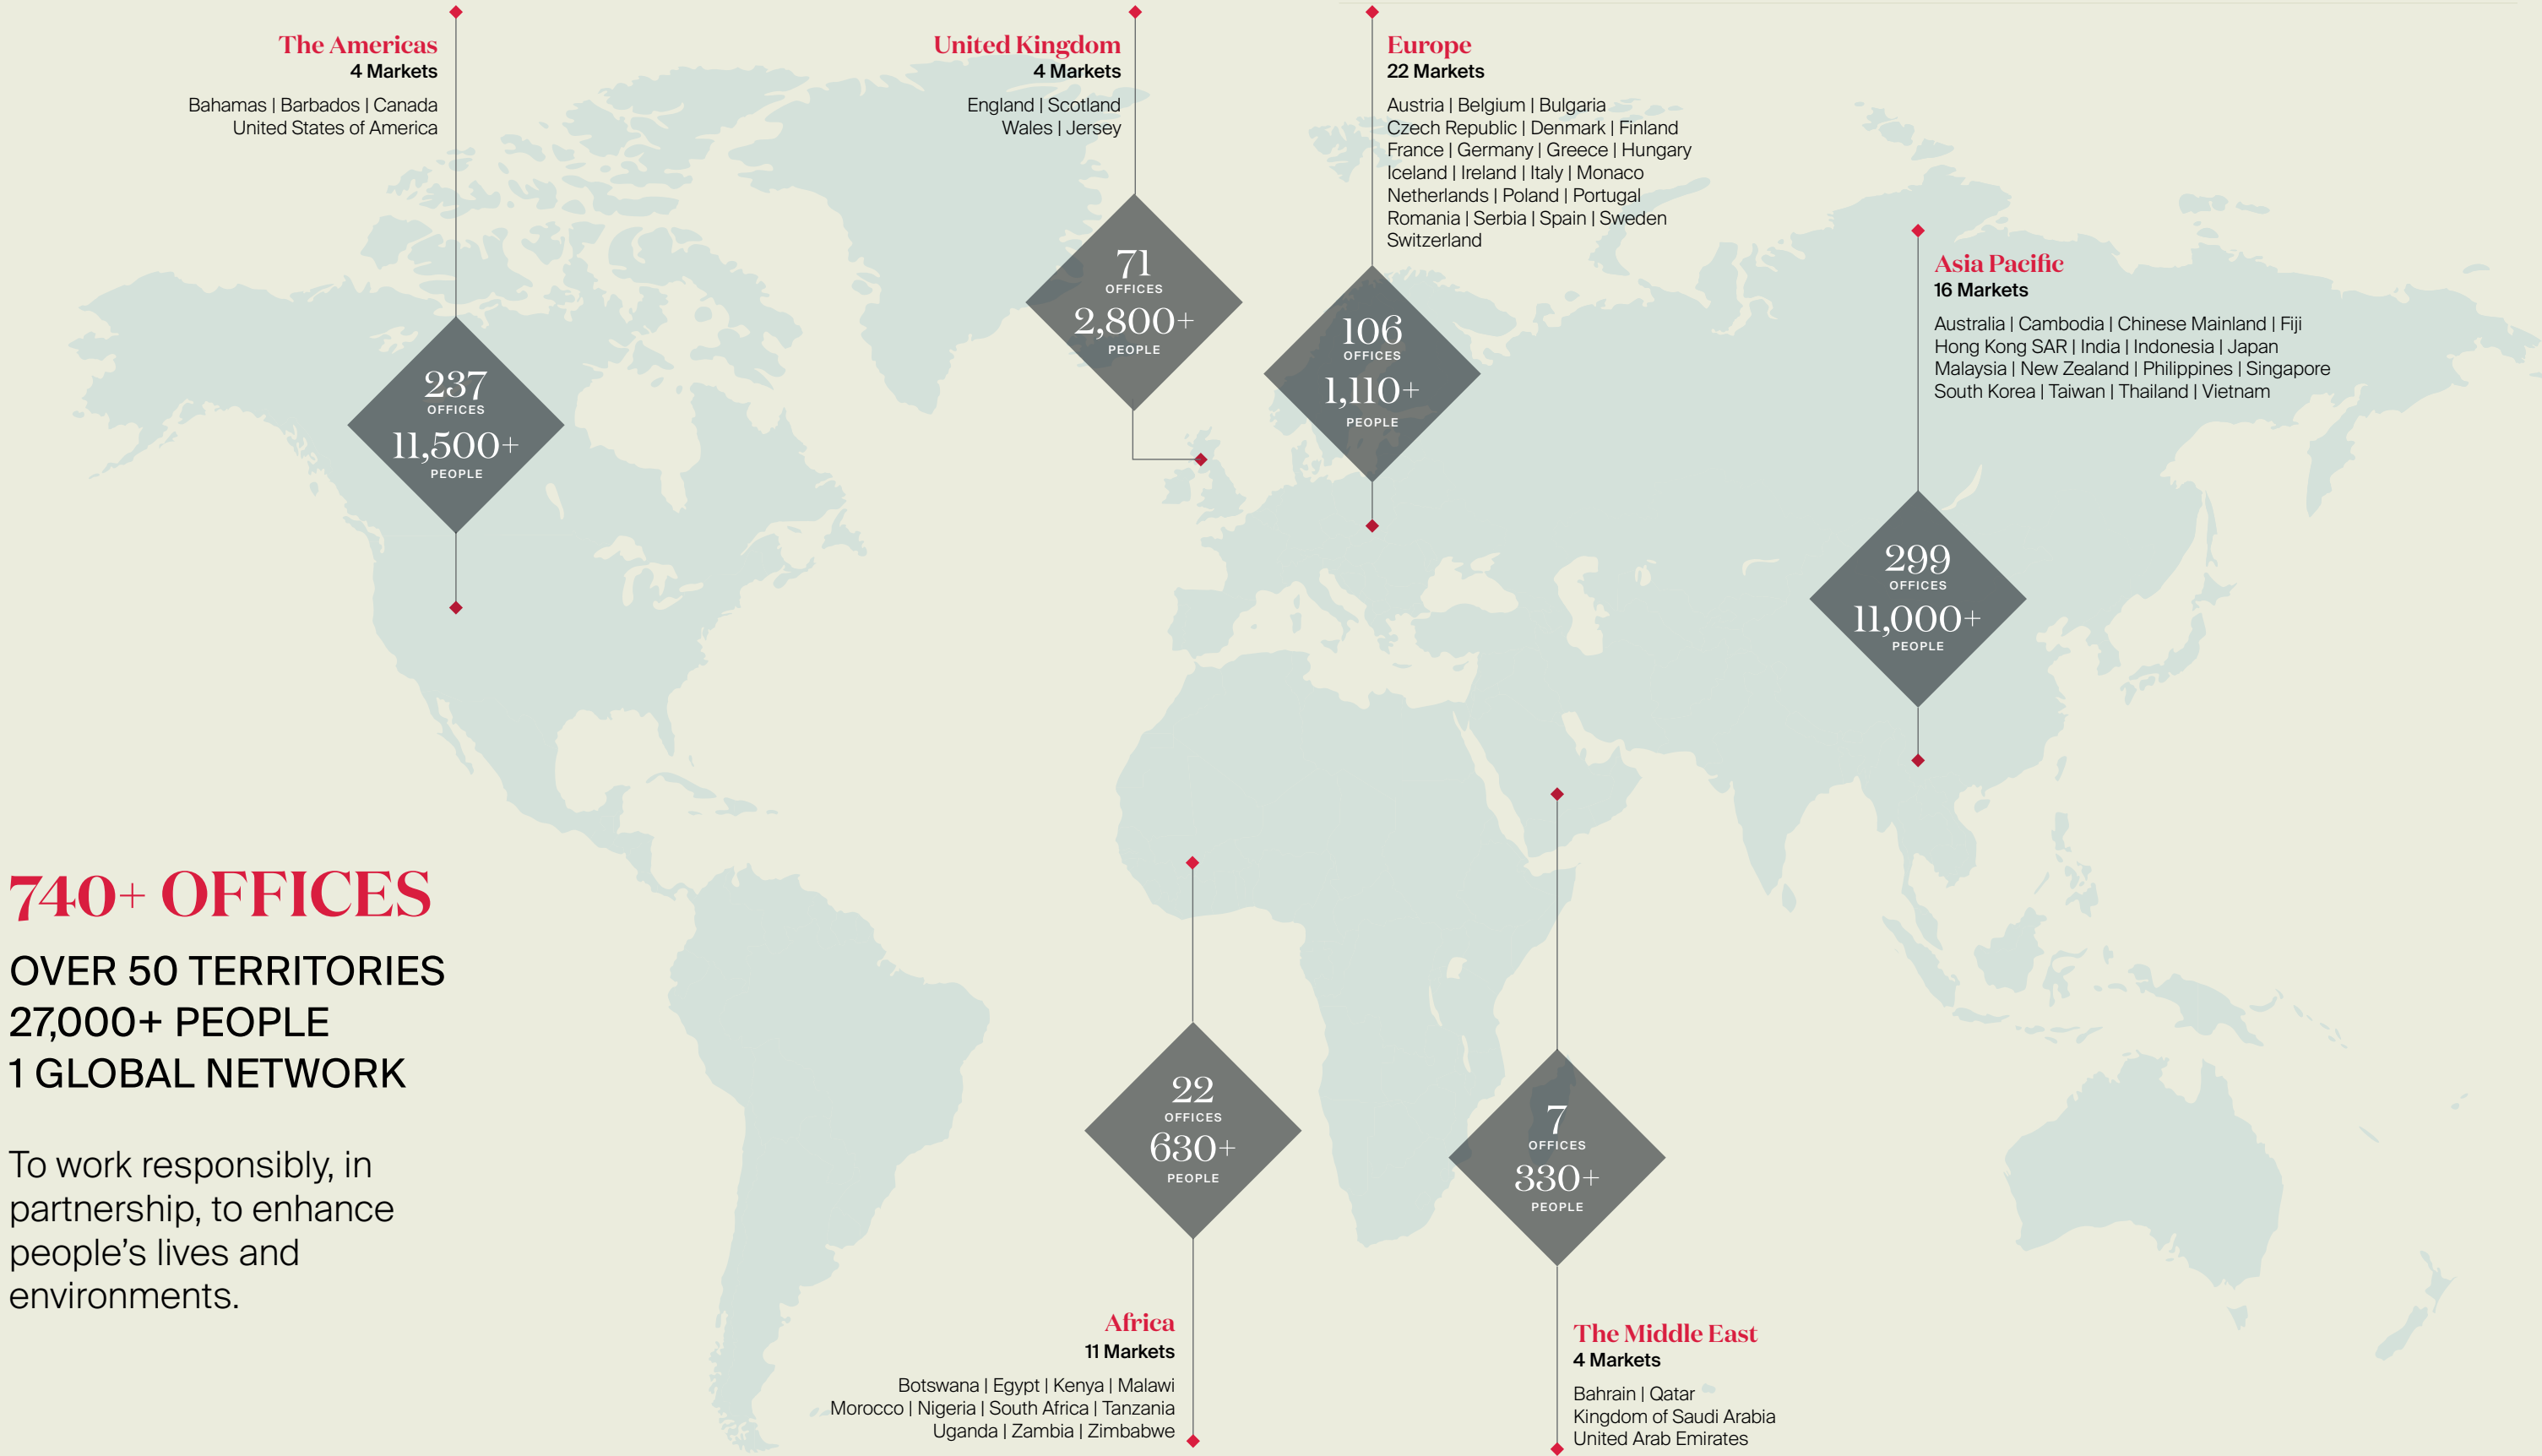 The Americas
4 Markets
Bahamas | Barbados | Canada
United States of America
237
OFFICES
11,500+
PEOPLE
United Kingdom
4 Markets
England | Scotland
Wales | Jersey
71
OFFICES
2,800+
PEOPLE
Europe
22 Markets
Austria | Belgium | Bulgaria
Czech Republic | Denmark | Finland
France | Germany | Greece | Hungary
Iceland | Ireland | Italy | Monaco
Netherlands | Poland | Portugal
Romania | Serbia | Spain | Sweden
Switzerland
106
OFFICES
1,110+
PEOPLE
Asia Pacific
16 Markets
Australia | Cambodia | Chinese Mainland | Fiji
Hong Kong SAR | India | Indonesia | Japan
Malaysia | New Zealand | Philippines | Singapore
South Korea | Taiwan | Thailand | Vietnam
299
OFFICES
11,000+
PEOPLE
740+ OFFICES
OVER 50 TERRITORIES
27,000+ PEOPLE
1 GLOBAL NETWORK
To work responsibly, in
partnership, to enhance
people’s lives and
environments.
22
OFFICES
630+
PEOPLE
Africa
11 Markets
Botswana | Egypt | Kenya | Malawi
Morocco | Nigeria | South Africa | Tanzania
Uganda | Zambia | Zimbabwe
7
OFFICES
330+
PEOPLE
The Middle East
4 Markets
Bahrain | Qatar
Kingdom of Saudi Arabia
United Arab Emirates